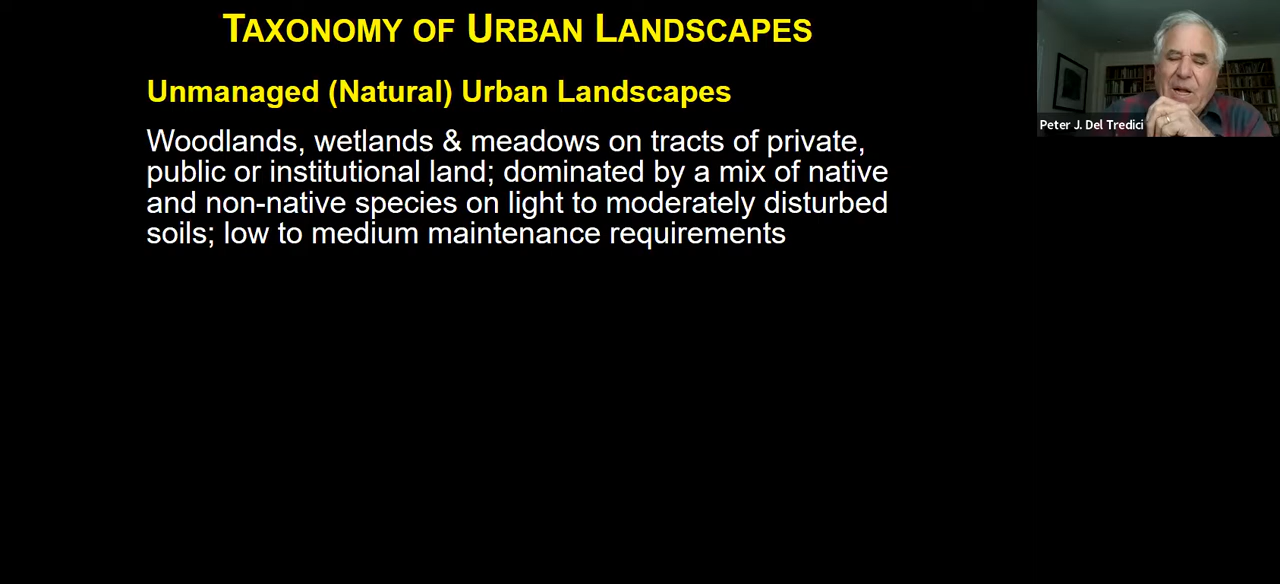 TAXONOMY OF URBAN LANDSCAPES
Unmanaged (Natural) Urban Landscapes
Woodlands, wetlands & meadows on tracts of private,
public or institutional land; dominated by a mix of native
and non-native species on light to moderately disturbed
soils; low to medium maintenance requirements
Peter J. Del Tredici